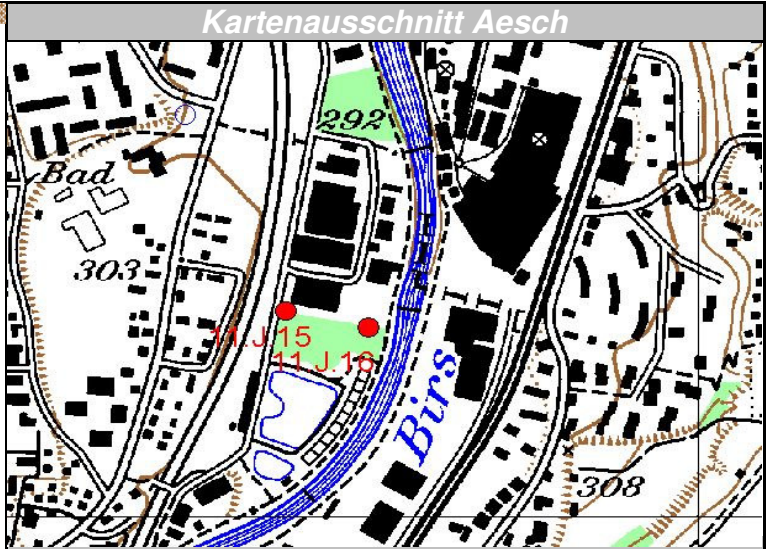 Kartenausschnitt Aesch
292
Bad
303
11.J.15
11.J.16
Birs
308